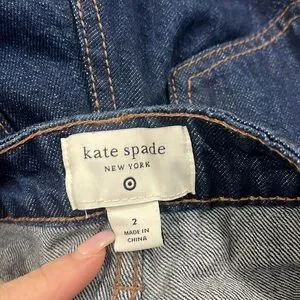 kate spade
NEW YORK
2
MADE IN
CHINA